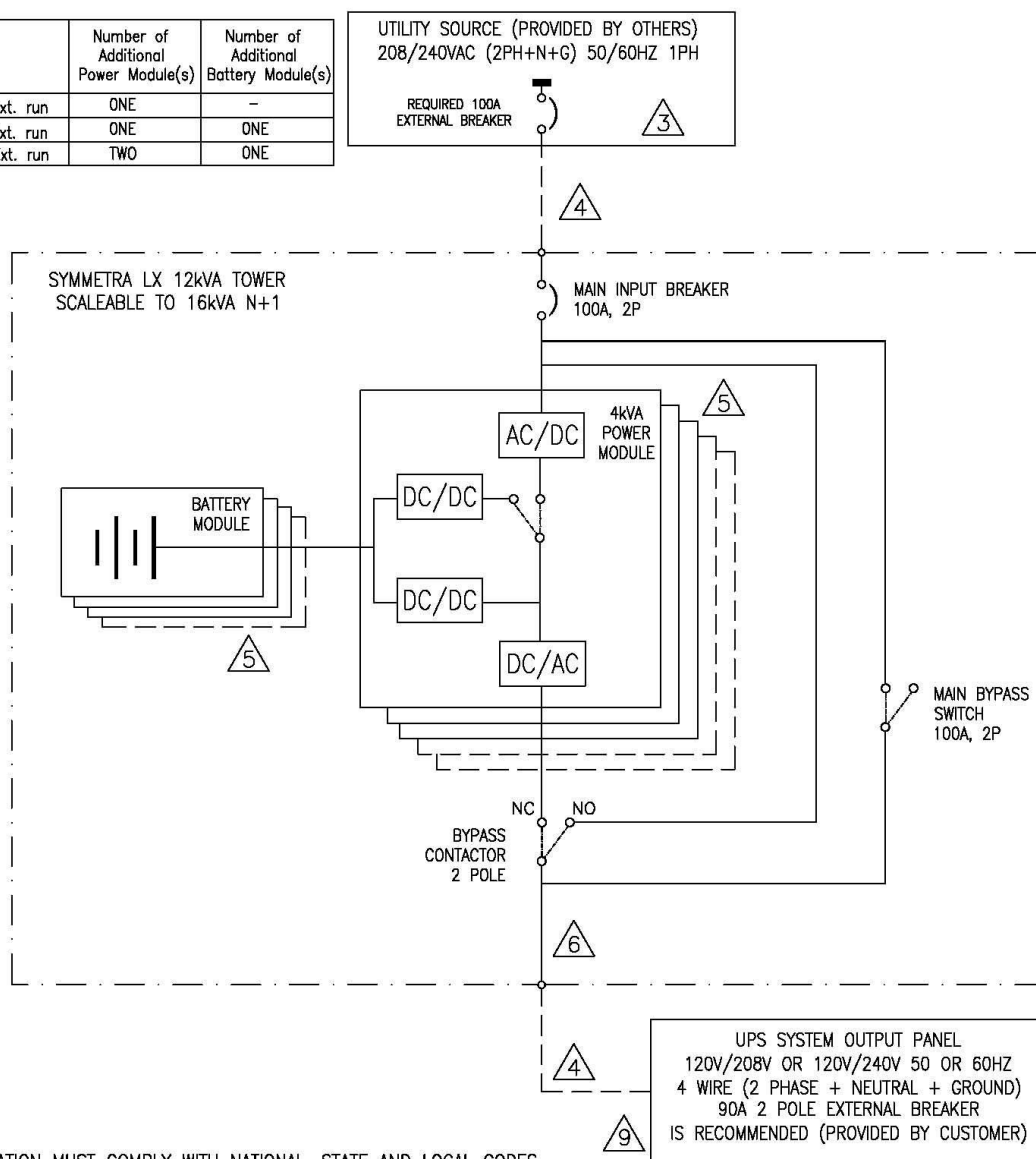 Number of
Additional
Power Module(s)
Number of
Additional
Battery Module(s)
xt. run ONE –
xt. run ONE ONE
xt. run TWO ONE
UTILITY SOURCE (PROVIDED BY OTHERS)
208/240VAC (2PH+N+G) 50/60HZ 1PH
REQUIRED 100A
EXTERNAL BREAKER
3
4
SYMMETRA LX 12kVA TOWER
SCALEABLE TO 16kVA N+1
MAIN INPUT BREAKER
100A, 2P
5
4kVA
POWER
MODULE
AC/DC
DC/DC
BATTERY
MODULE
DC/DC
5
DC/AC
MAIN BYPASS
SWITCH
100A, 2P
NC
NO
BYPASS
CONTACTOR
2 POLE
6
4
UPS SYSTEM OUTPUT PANEL
120V/208V OR 120V/240V 50 OR 60HZ
4 WIRE (2 PHASE + NEUTRAL + GROUND)
90A 2 POLE EXTERNAL BREAKER
IS RECOMMENDED (PROVIDED BY CUSTOMER)
9
ATION MUST COMPLY WITH NATIONAL, STATE AND LOCAL CODES